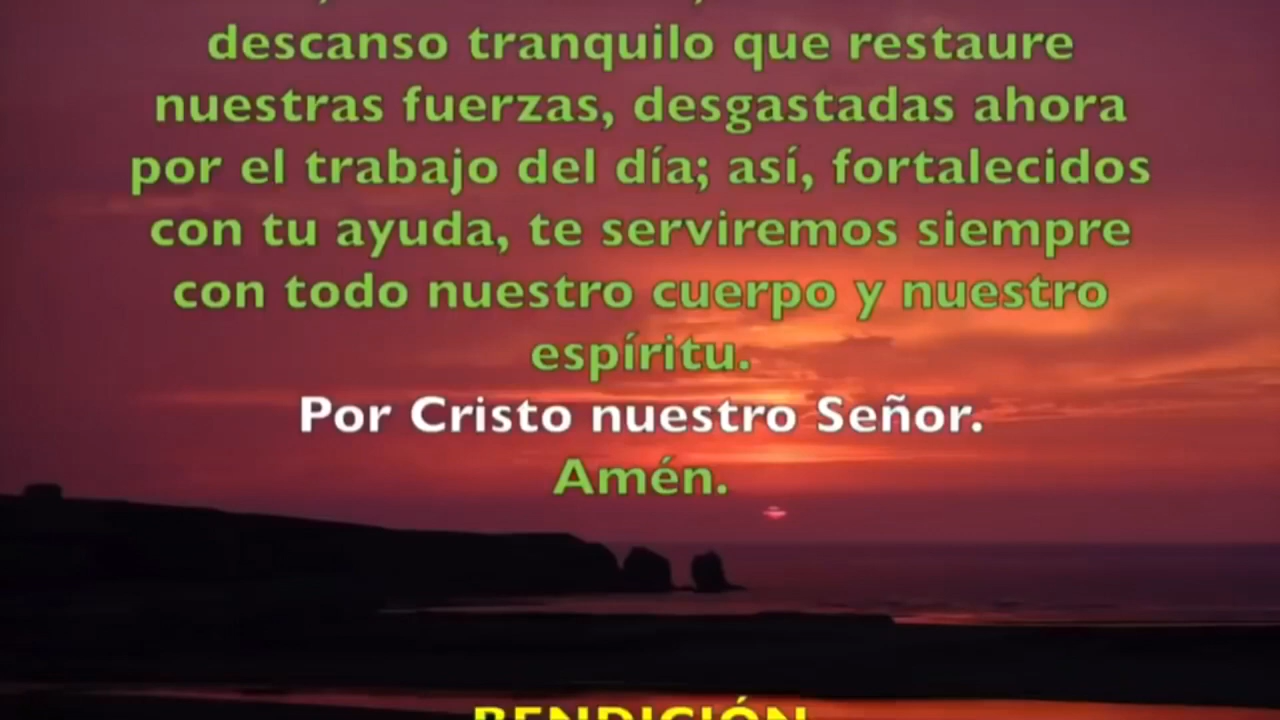 descanso tranquilo que restaure
nuestras fuerzas, desgastadas ahora
por el trabajo del día; así, fortalecidos
con tu ayuda, te serviremos siempre
con todo nuestro cuerpo y nuestro
espíritu.
Por Cristo nuestro Señor.
Amén.
BENDICIÓN